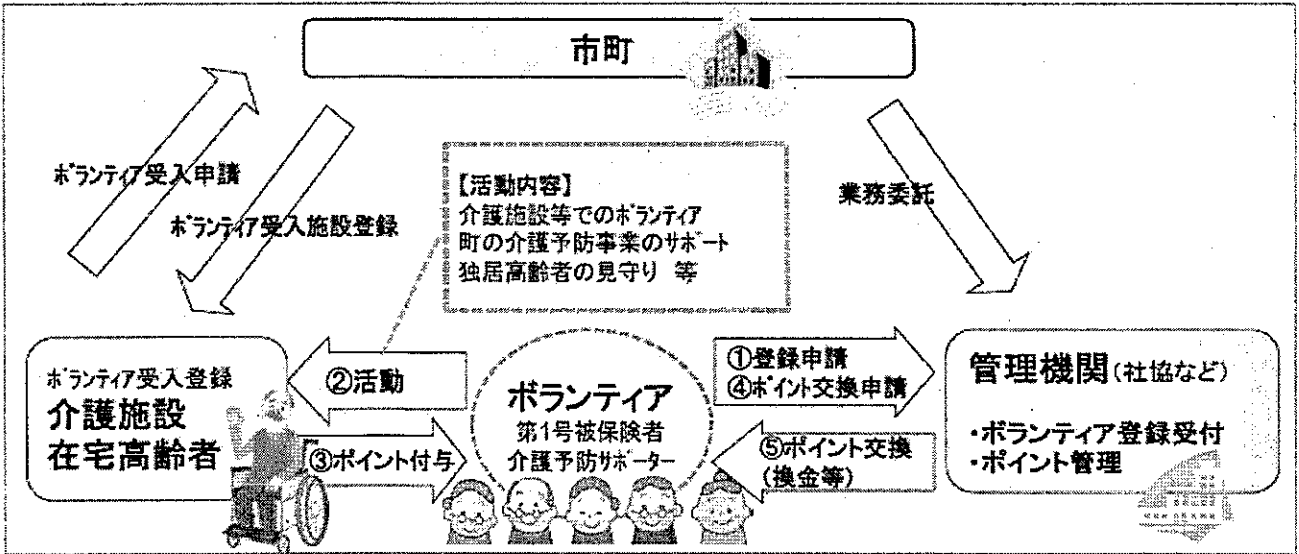 市町
ボランティア受入申請
ボランティア受入施設登録
【活動内容】
介護施設等でのボランティア
町の介護予防事業のサポート
独居高齢者の見守り 等
業務委託
ボランティア受入登録
介護施設
在宅高齢者
②活動
③ポイント付与
ボランティア
第1号被保険者
介護予防サポーター
①登録申請
④ポイント交換申請
⑤ポイント交換
(換金等)
管理機関(社協など)
・ボランティア登録受付
・ポイント管理